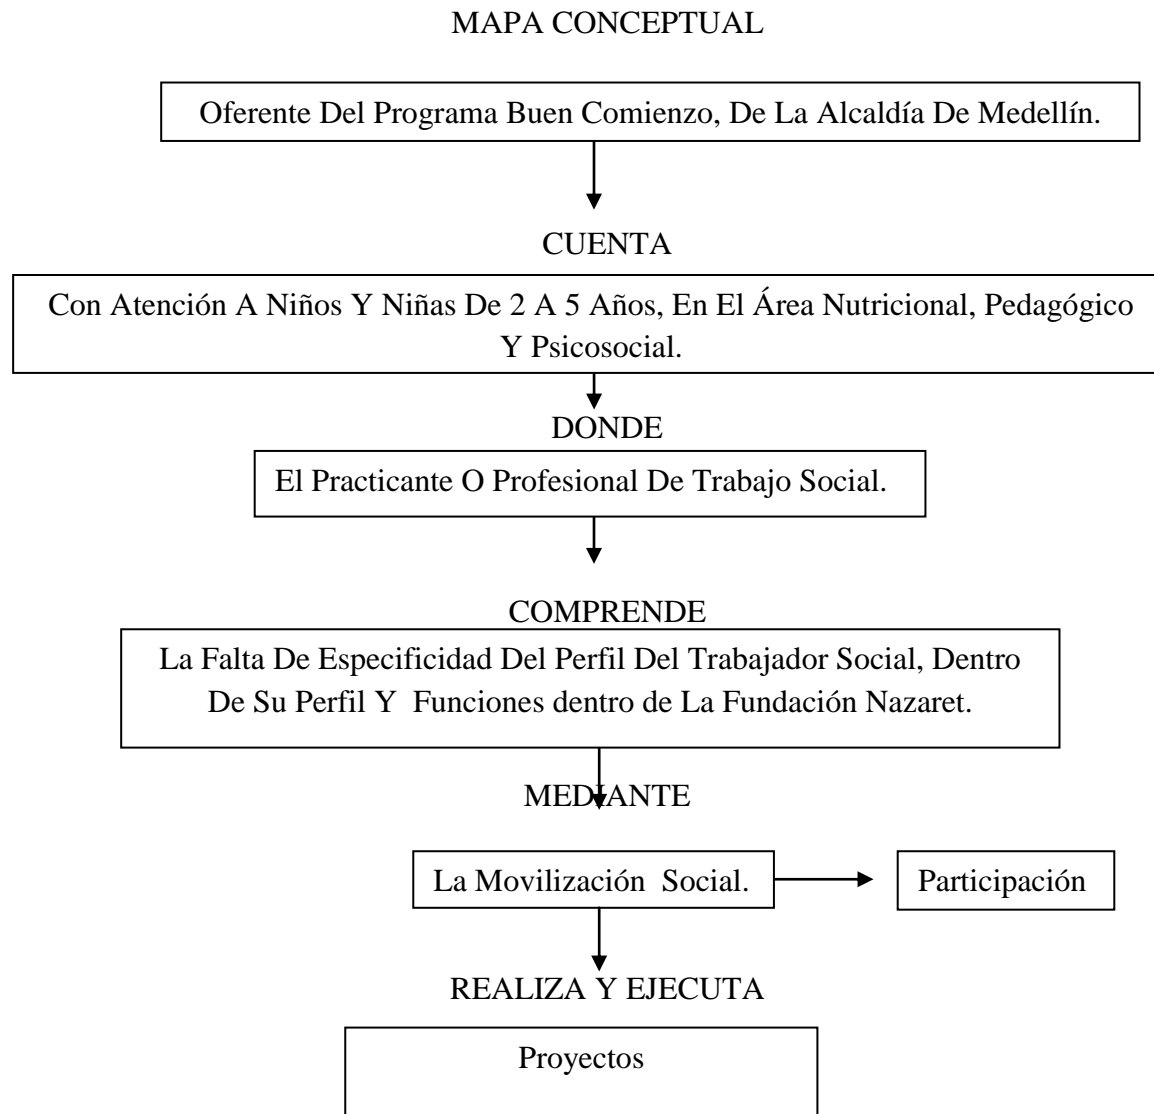 MAPA CONCEPTUAL
Oferente Del Programa Buen Comienzo, De La Alcaldía De Medellín.
CUENTA
Con Atención A Niños Y Niñas De 2 A 5 Años, En El Área Nutricional, Pedagógico
Y Psicosocial.
DONDE
El Practicante O Profesional De Trabajo Social.
COMPRENDE
La Falta De Especificidad Del Perfil Del Trabajador Social, Dentro
De Su Perfil Y  Funciones dentro de La Fundación Nazaret.
MEDIANTE
La Movilización  Social.
Participación
REALIZA Y EJECUTA
Proyectos